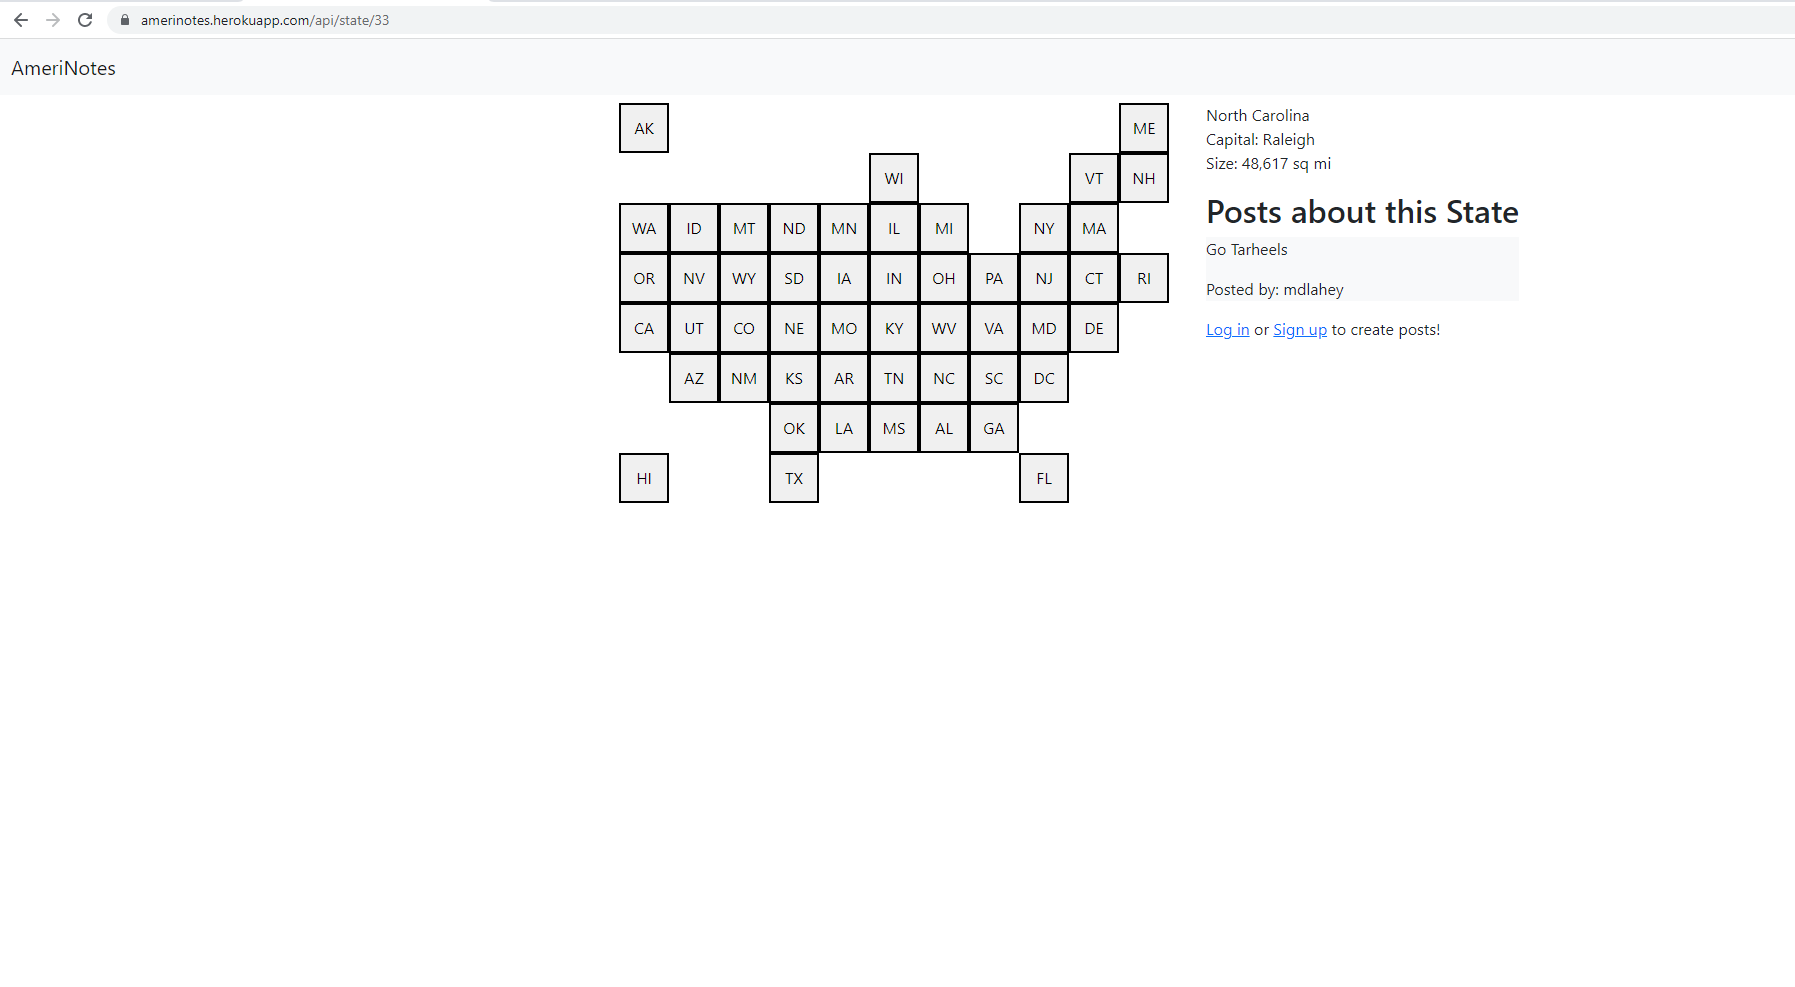 amerinotes.herokuapp.com/api/state/33
AmeriNotes
AK ME
WI VT NH
WA ID MT ND MN IL MI NY MA
OR NV WY SD IA IN OH PA NJ CT RI
CA UT CO NE MO KY WV VA MD DE
AZ NM KS AR TN NC SC DC
OK LA MS AL GA
HI TX FL
North Carolina
Capital: Raleigh
Size: 48,617 sq mi
Posts about this State
Go Tarheels
Posted by: mdlahey
Log in or Sign up to create posts!